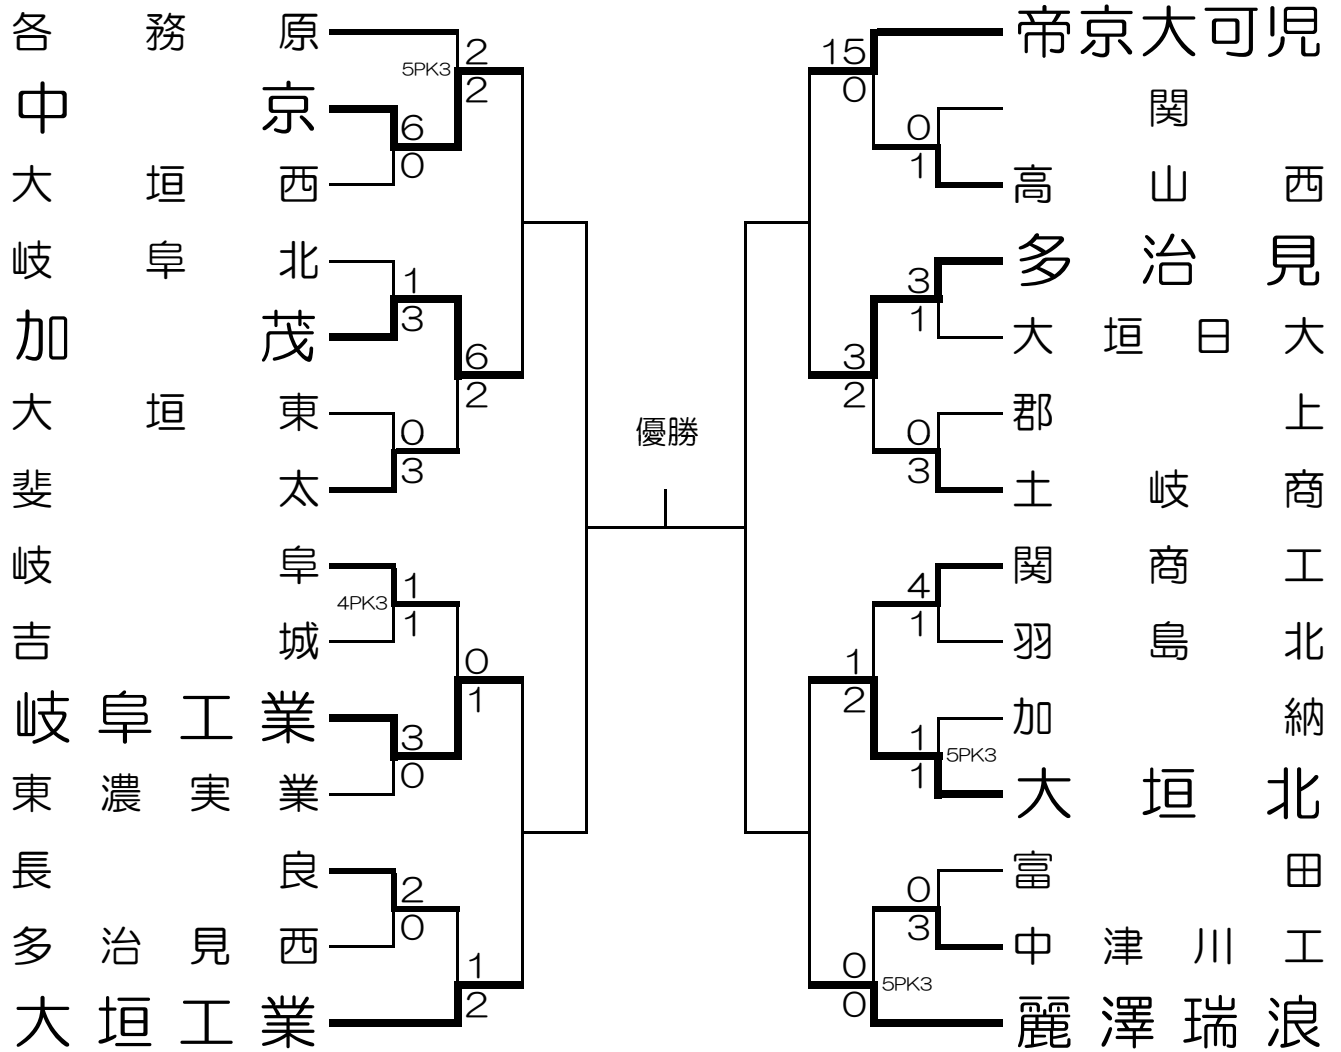 各務原
中京
大垣西
岐阜北
加茂
大垣東
斐太
岐阜
吉城
岐阜工業
東濃実業
長良
多治見西
大垣工業
2
5PK3
2
6
0
1
3
6
2
0
3
1
4PK3
1
0
1
3
0
2
0
1
2
優勝
15
0
0
1
3
1
3
2
0
3
4
1
1
2
1
5PK3
1
0
3
0
5PK3
0
帝京大可児
関
高山西
多治見
大垣日大
郡上
土岐商
関商工
羽島北
加納
大垣北
富田
中津川工
麗澤瑞浪